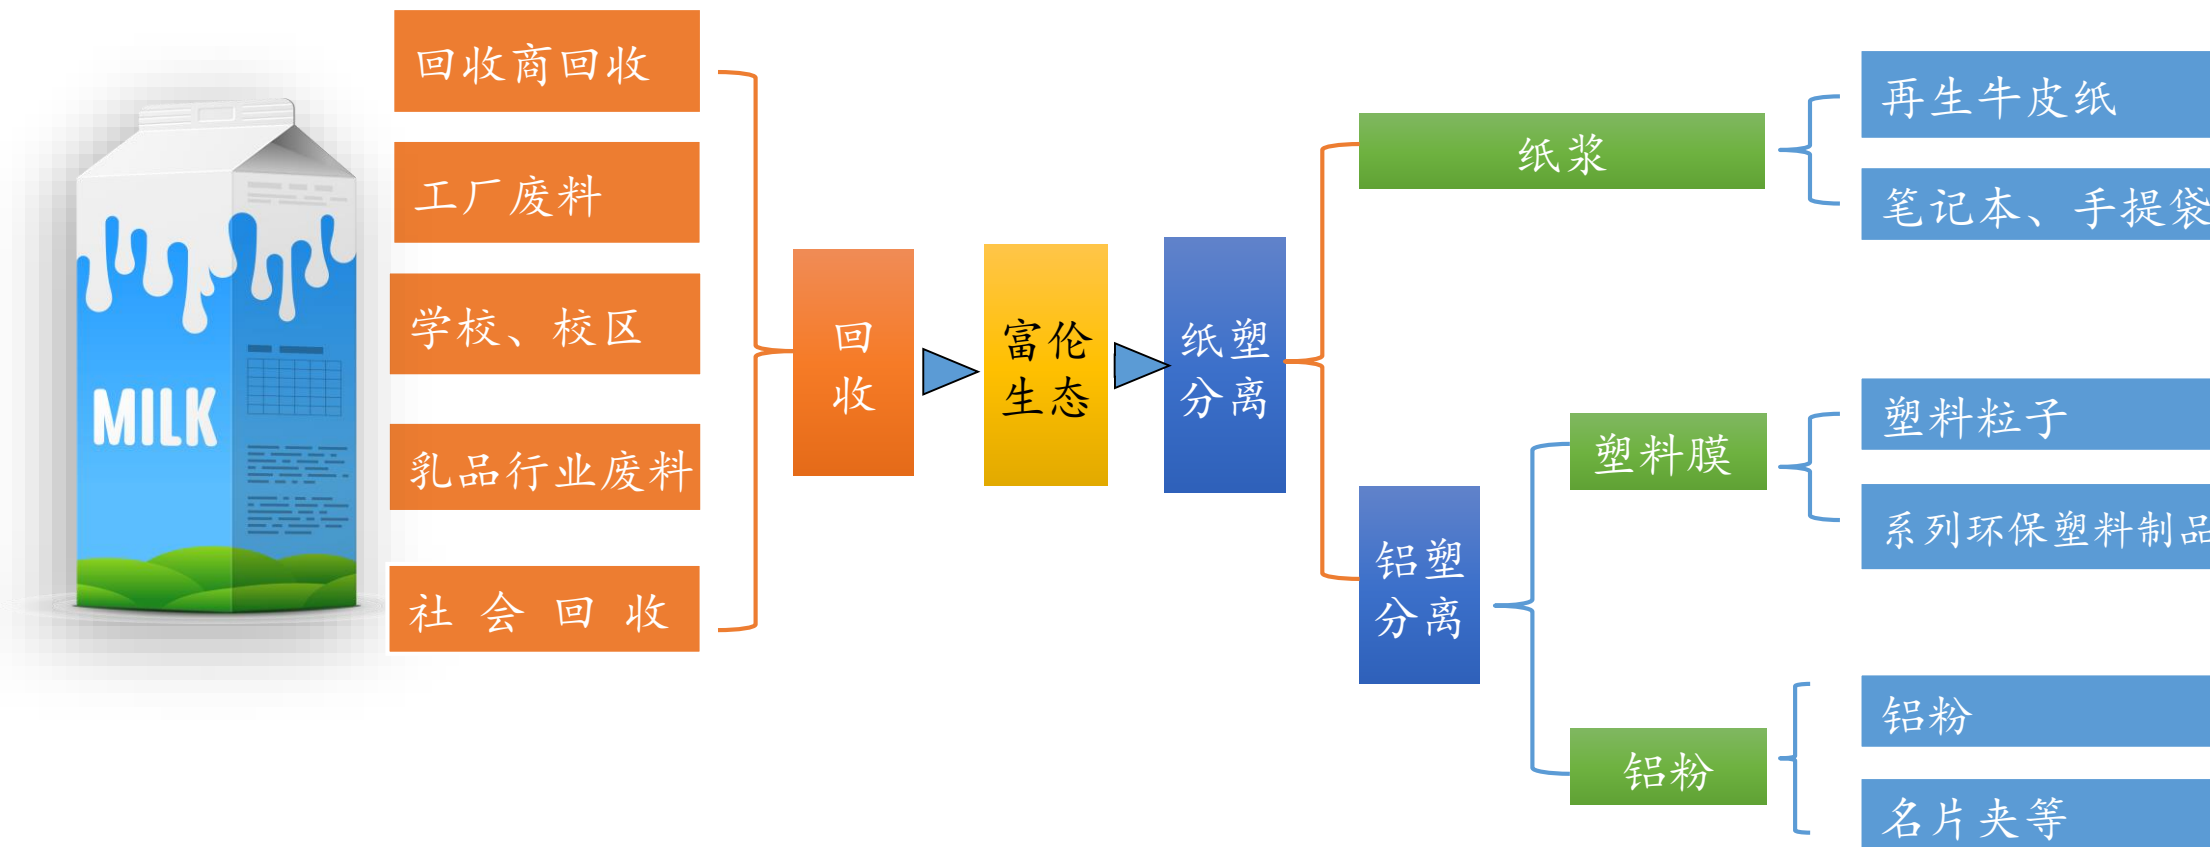 MILK
回收商回收
工厂废料
学校、校区
乳品行业废料
社会回收
回
收
富伦
生态
纸塑
分离
纸浆
铝塑
分离
塑料膜
铝粉
再生牛皮纸
笔记本、手提袋
塑料粒子
系列环保塑料制品
铝粉
名片夹等